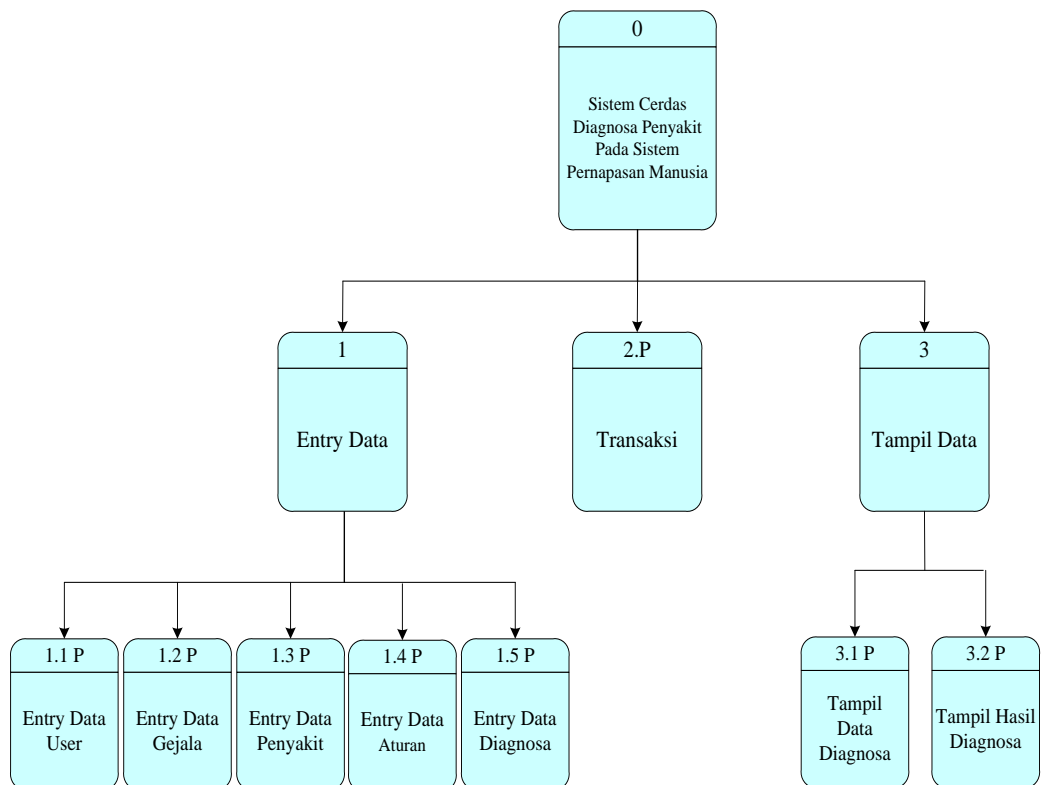 0
Sistem Cerdas
Diagnosa Penyakit
Pada Sistem
Pernapasan Manusia
1
Entry Data
2.P
Transaksi
3
Tampil Data
1.1 P
Entry Data
User
1.2 P
Entry Data
Gejala
1.3 P
Entry Data
Penyakit
1.4 P
Entry Data
Aturan
1.5 P
Entry Data
Diagnosa
3.1 P
Tampil
Data
Diagnosa
3.2 P
Tampil Hasil
Diagnosa